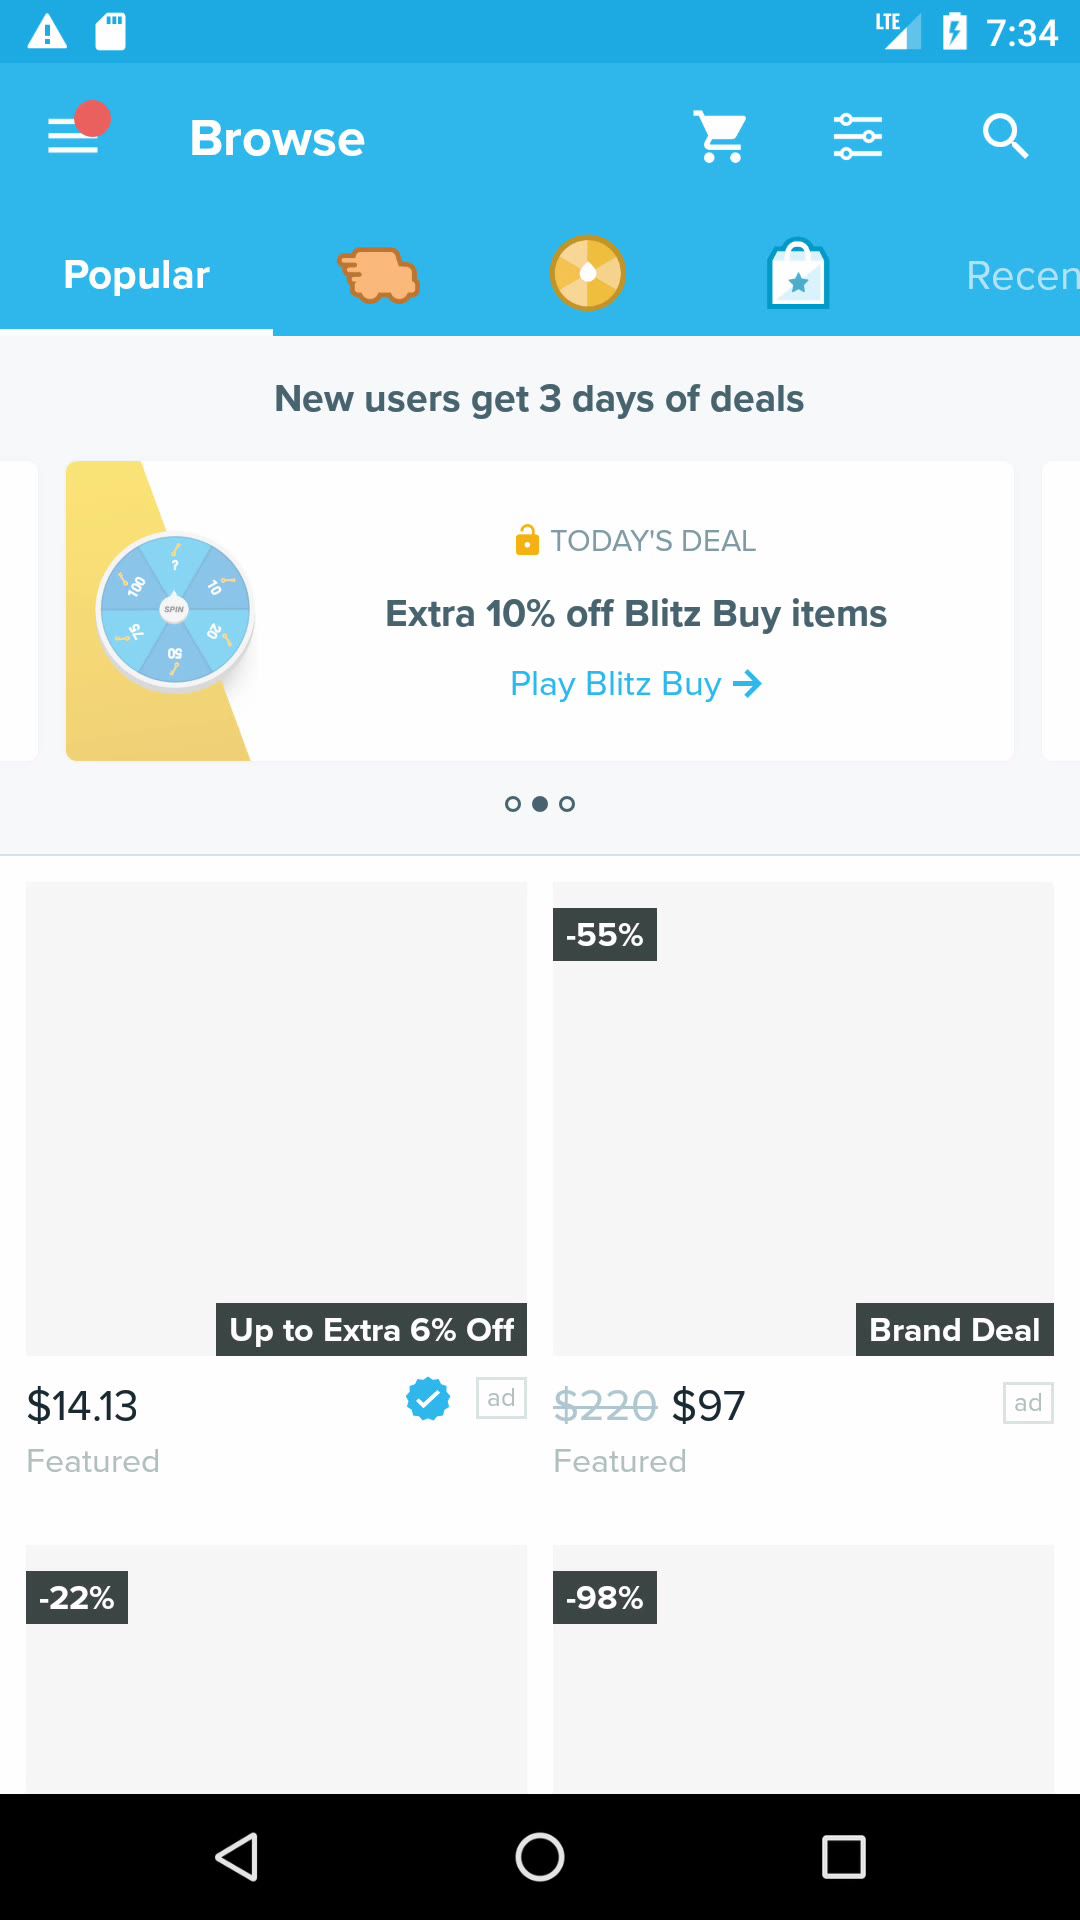 LTE 7:34
Browse
Popular
Recen
New users get 3 days of deals
TODAY'S DEAL
Extra 10% off Blitz Buy items
Play Blitz Buy
?
10
20
50
75
100
SPIN
-55%
Up to Extra 6% Off
Brand Deal
$14.13 ad
$220 $97 ad
Featured
Featured
-22%
-98%